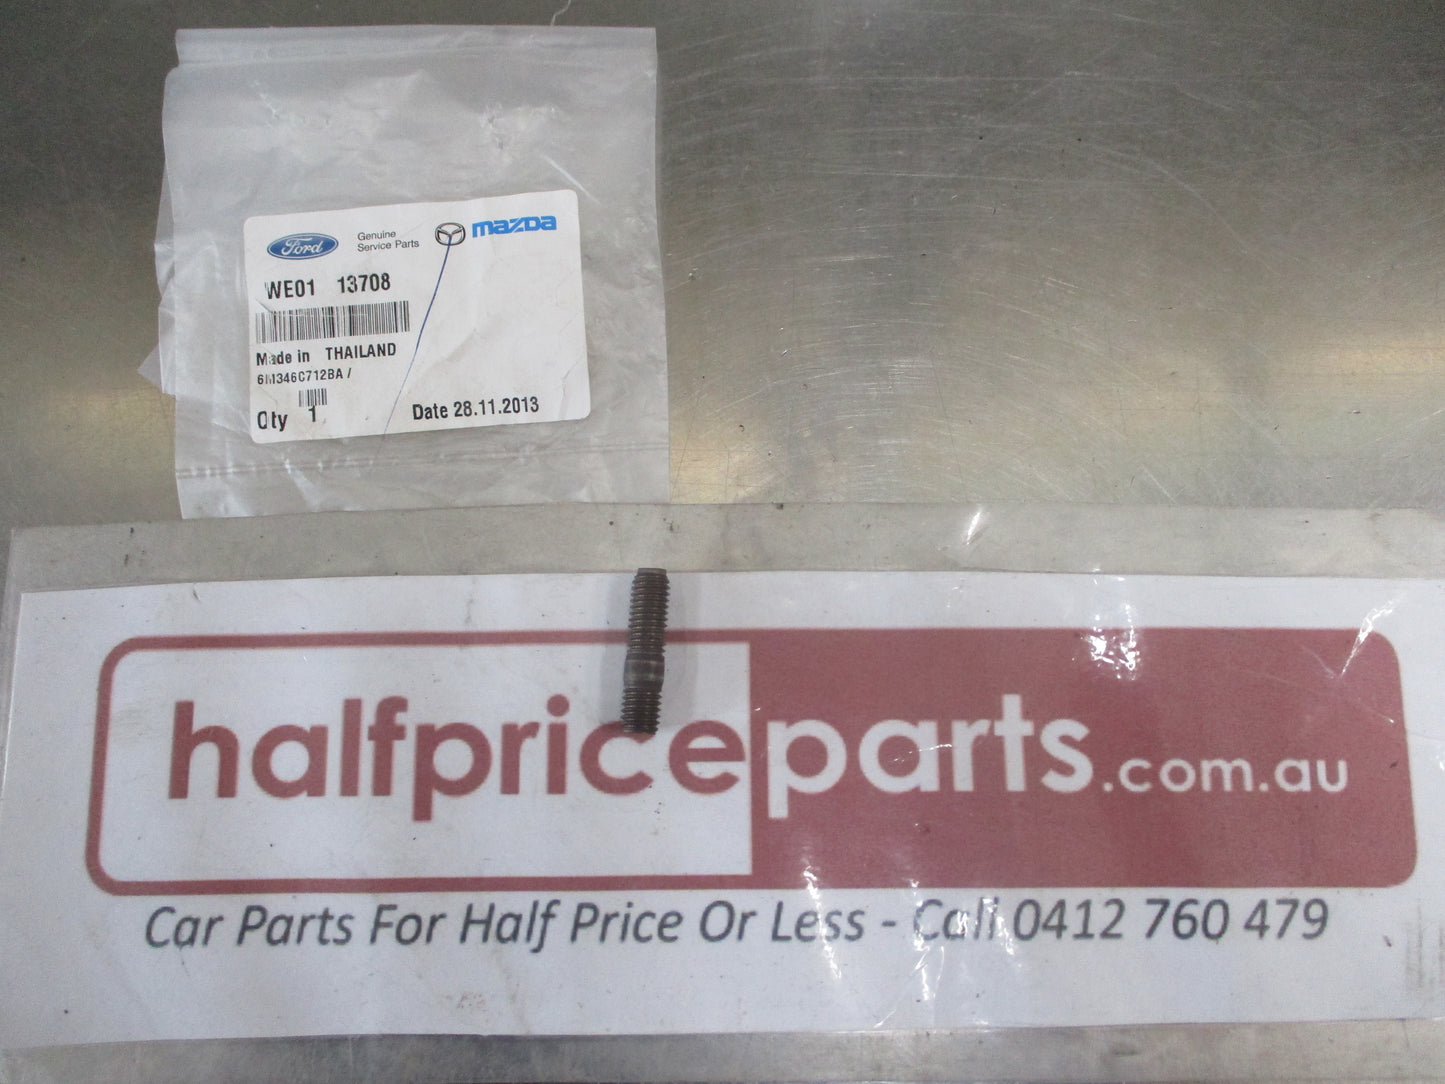 Ford
Genuine
Service Parts
mazda
WE01 13708
Made in THAILAND
6M346C712BA /
Qty 1
Date 28.11.2013
halfpriceparts.com.au
Car Parts For Half Price Or Less - Call 0412 760 479